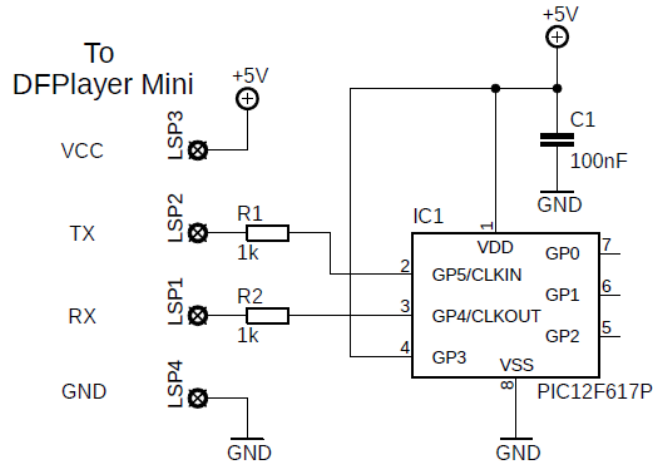 To
DFPlayer Mini
+5V
+5V
VCC
LSP3
C1
100nF
GND
TX
LSP2
R1
1k
IC1
1
VDD
2
GP5/CLKIN
GP0
7
RX
LSP1
R2
1k
3
GP4/CLKOUT
GP1
6
4
GP3
GP2
5
VSS
8
PIC12F617P
GND
LSP4
GND
GND